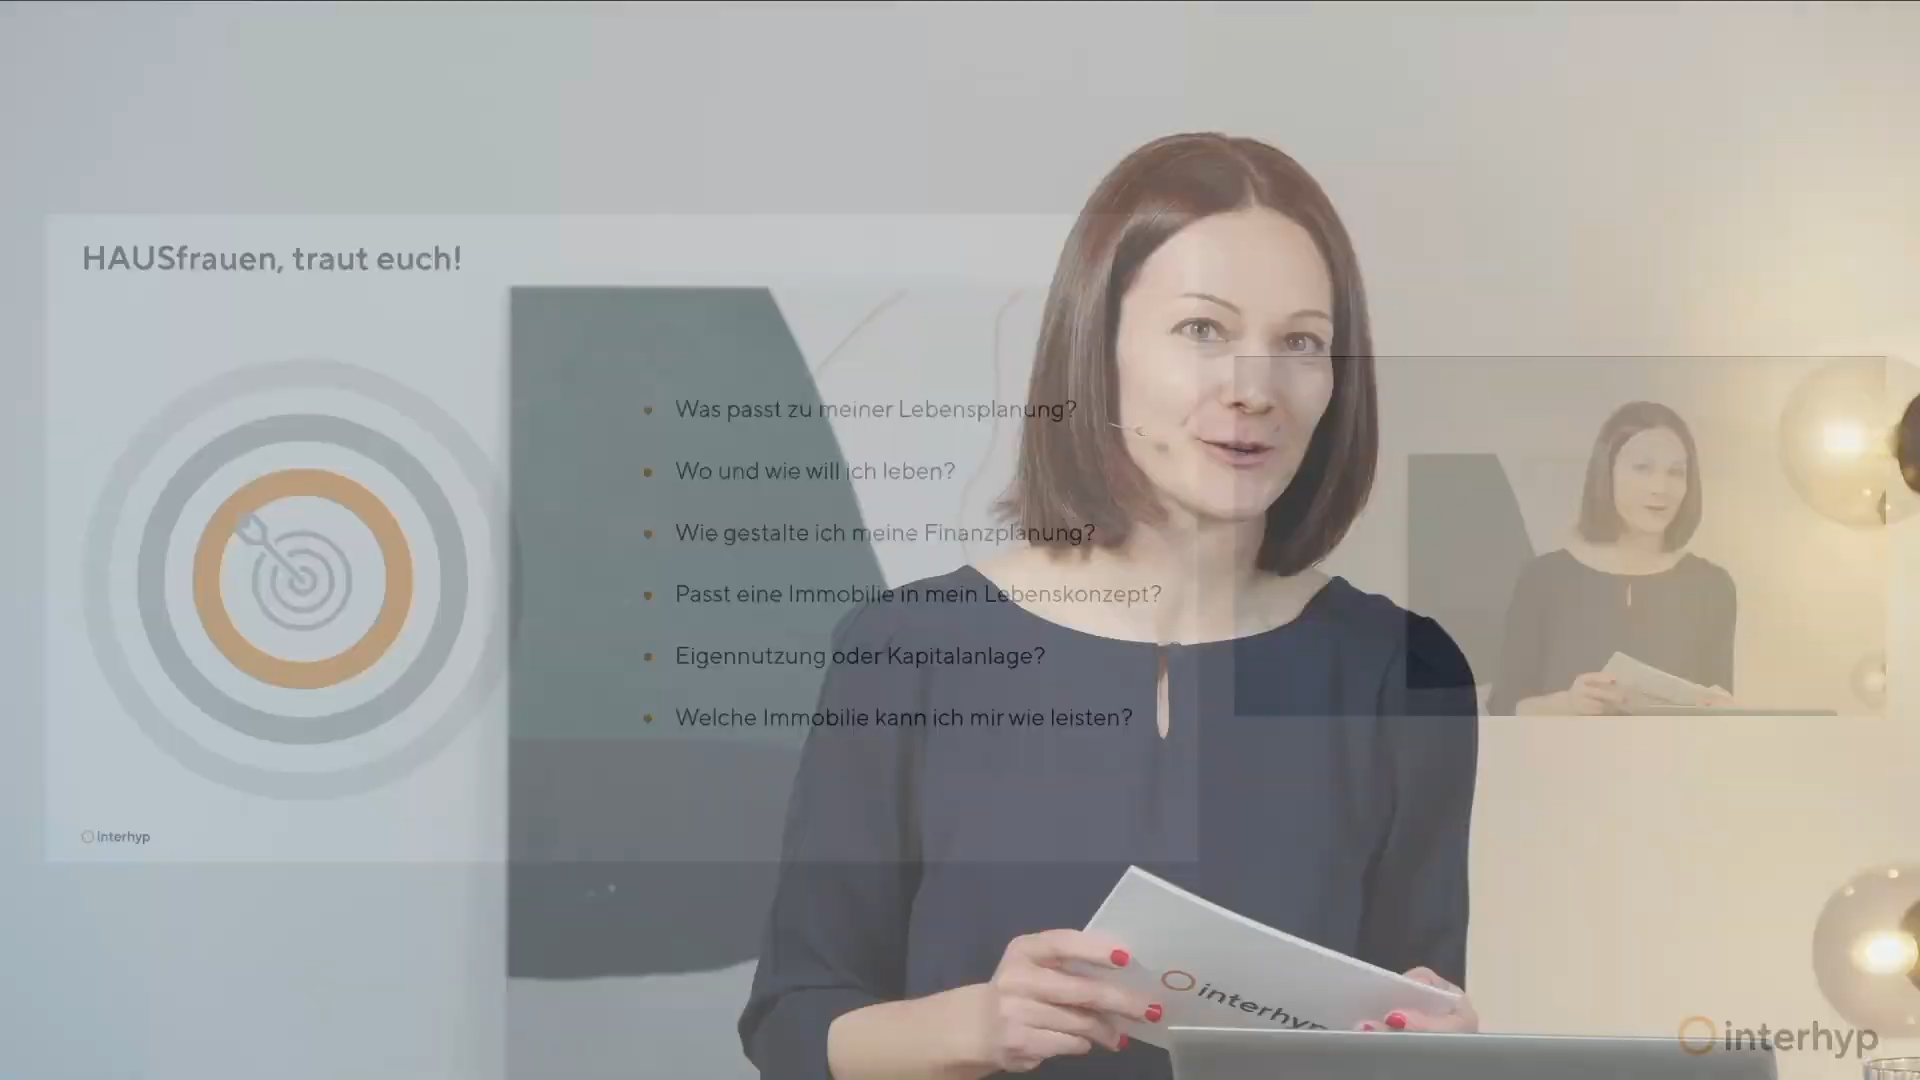 HAUSfrauen, traut euch!
Was passt zu meiner Lebensplanung?
Wo und wie will ich leben?
Wie gestalte ich meine Finanzplanung?
Passt eine Immobilie in mein Lebenskonzept?
Eigennutzung oder Kapitalanlage?
Welche Immobilie kann ich mir wie leisten?
interhyp
interhyp
interhyp